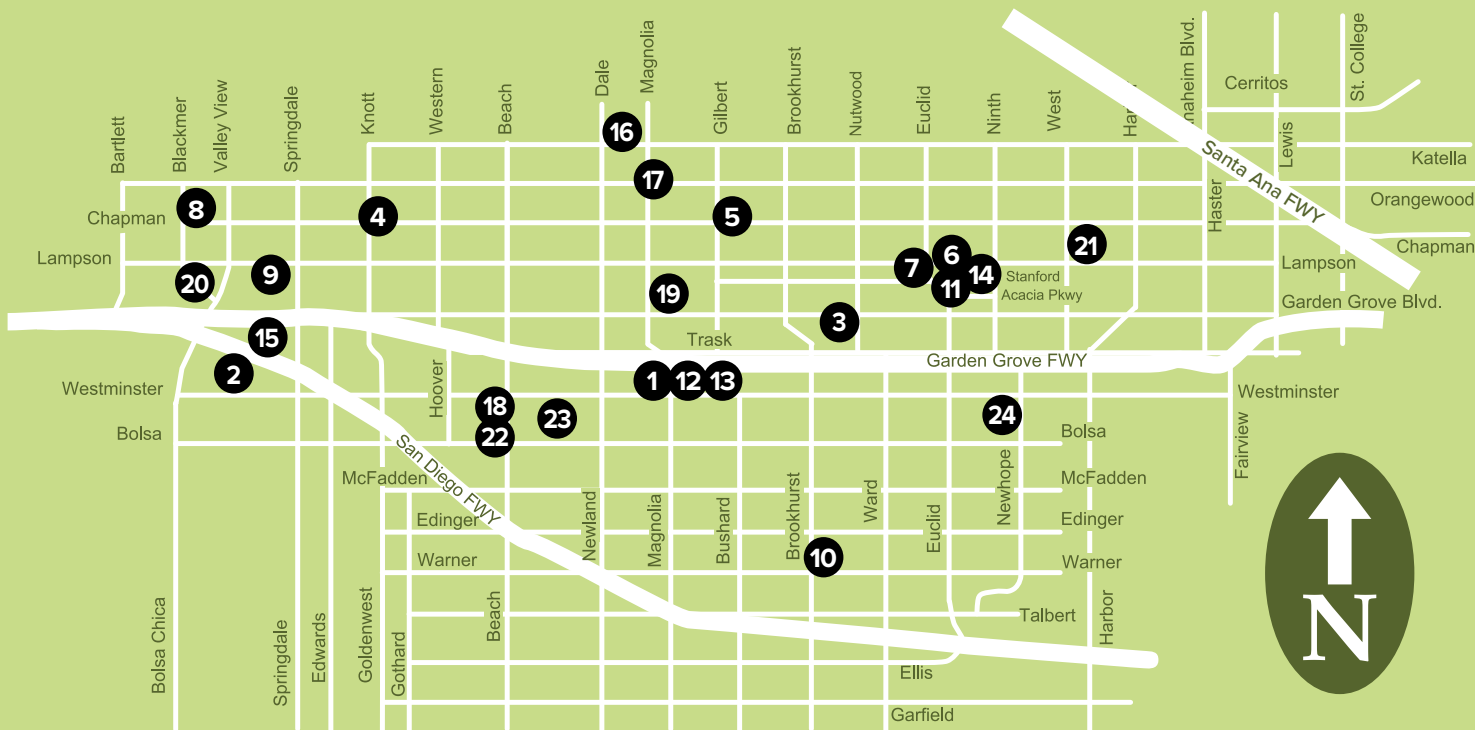 Bartlett
Blackmer
Valley View
Springdale
Knott
Western
Beach
Dale
Magnolia
Gilbert
Brookhurst
Nutwood
Euclid
Ninth
West
Anaheim Blvd.
Cerritos
St. College
Lewis
Haster
Santa Ana FWY
Katella
Orangewood
Chapman
Chapman
Lampson
Lampson
Stanford
Acacia Pkwy
Garden Grove Blvd.
Trask
Garden Grove FWY
Westminster
Westminster
Hoover
Bolsa
Bolsa
San Diego FWY
McFadden
McFadden
Edinger
Edinger
Warner
Warner
Talbert
Ellis
Garfield
Bolsa Chica
Springdale
Edwards
Goldenwest
Gothard
Beach
Newland
Magnolia
Bushard
Brookhurst
Ward
Euclid
Newhope
Harbor
Fairview
16
17
8
4
5
6
7
14
11
21
20
9
19
3
15
2
1
12
13
18
22
23
24
10
N